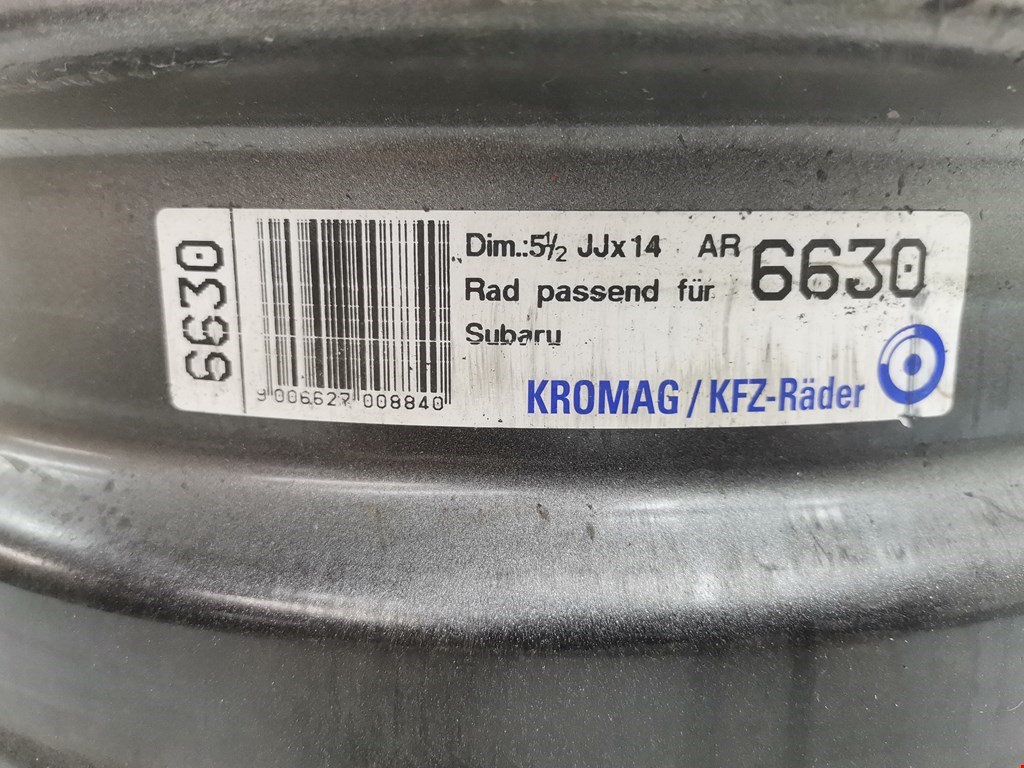 6630
9 006627 008840
Dim.:5½ JJx14 AR 6630
Rad passend für
Subaru
KROMAG / KFZ-Räder